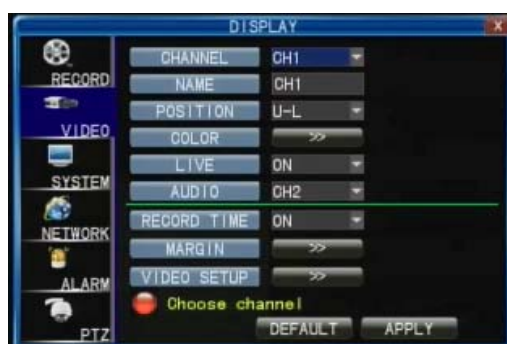 DISPLAY
X
RECORD
VIDEO
SYSTEM
NETWORK
ALARM
PTZ
CHANNEL CH1
NAME CH1
POSITION U-L
COLOR >>
LIVE ON
AUDIO CH2
RECORD TIME ON
MARGIN >>
VIDEO SETUP >>
Choose channel
DEFAULT APPLY